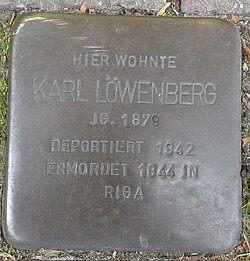 HIER WOHNTE
KARL LÖWENBERG
JG. 1879
DEPORTIERT 1942
ERMORDET 1944 IN
RIGA